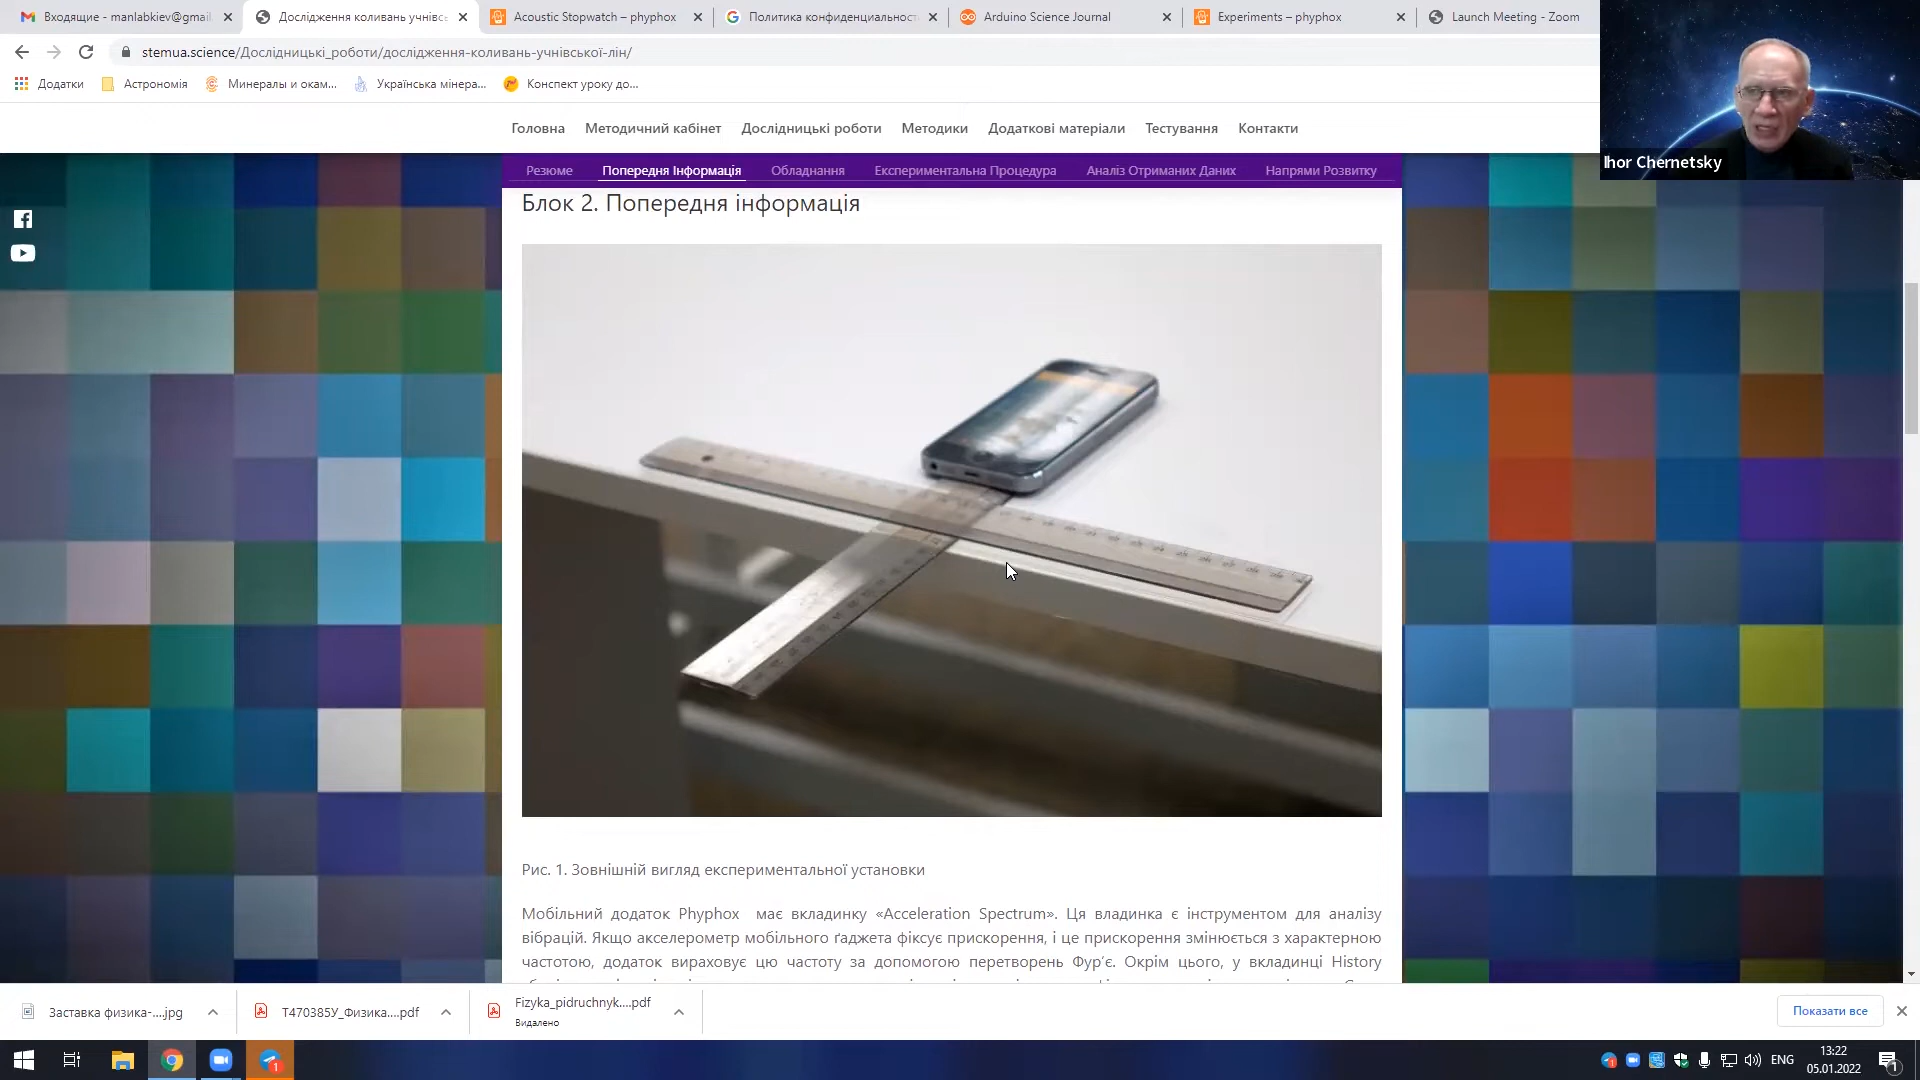 Входящие - manlabkiev@gmail.
Дослідження коливань учнівсь
Acoustic Stopwatch – phyphox
Политика конфиденциальност
Arduino Science Journal
Experiments – phyphox
Launch Meeting - Zoom
stemua.science/Дослідницькі_роботи/дослідження-коливань-учнівської-лін/
Додатки
Астрономія
Минералы и окам...
Українська мінера...
Конспект уроку до...
Головна Методичний кабінет Дослідницькі роботи Методики Додаткові матеріали Тестування Контакти
Ihor Chernetsky
Резюме Попередня Інформація Обладнання Експериментальна Процедура Аналіз Отриманих Даних Напрями Розвитку
Блок 2. Попередня інформація
Рис. 1. Зовнішній вигляд експериментальної установки
Мобільний додаток Phyphox має вкладинку «Acceleration Spectrum». Ця владинка є інструментом для аналізу
вібрацій. Якщо акселерометр мобільного ґаджета фіксує прискорення, і це прискорення змінюється з характерною
частотою, додаток вираховує цю частоту за допомогою перетворень Фур’є. Окрім цього, у вкладинці History
Заставка физика-....jpg
Т470385У_Физика....pdf
Fizyka_pidruchnyk....pdf
Видалено
Показати все
ENG
13:22
05.01.2022